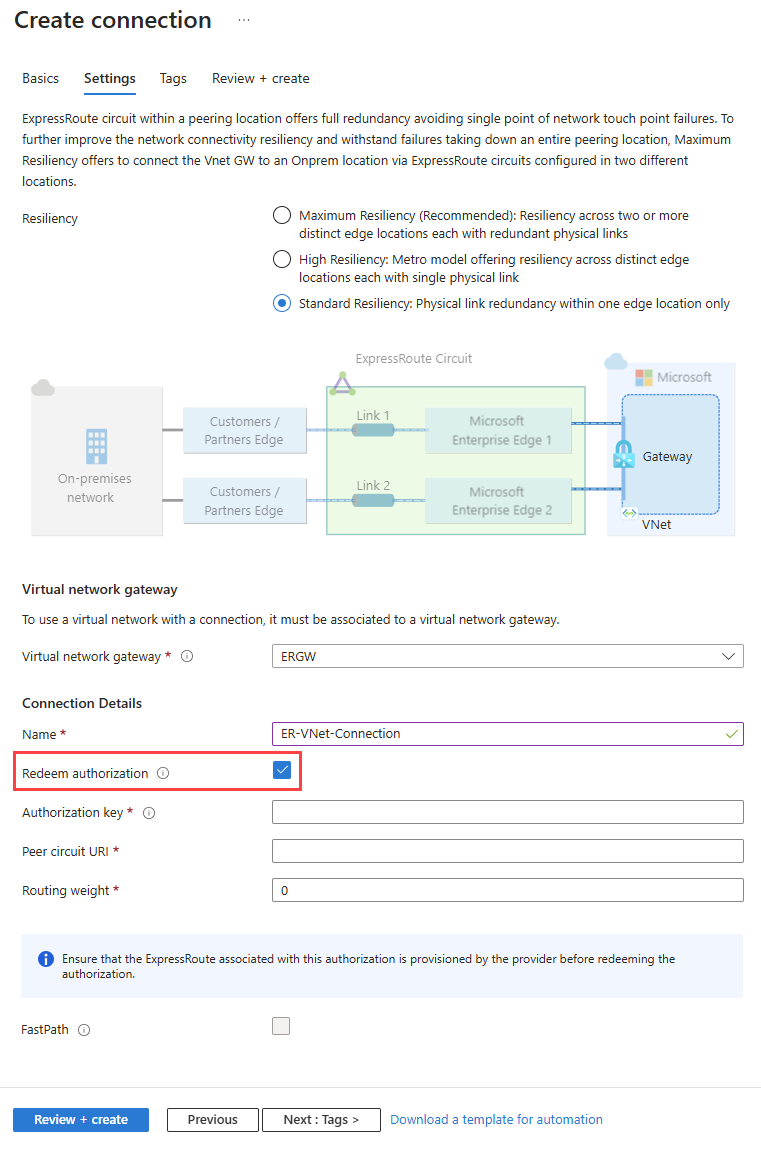 Create connection ...
Basics Settings Tags Review + create
ExpressRoute circuit within a peering location offers full redundancy avoiding single point of network touch point failures. To
further improve the network connectivity resiliency and withstand failures taking down an entire peering location, Maximum
Resiliency offers to connect the Vnet GW to an Onprem location via ExpressRoute circuits configured in two different
locations.
Resiliency
Maximum Resiliency (Recommended): Resiliency across two or more
distinct edge locations each with redundant physical links
High Resiliency: Metro model offering resiliency across distinct edge
locations each with single physical link
Standard Resiliency: Physical link redundancy within one edge location only
ExpressRoute Circuit
Microsoft
Customers /
Partners Edge
Link 1
Microsoft
Enterprise Edge 1
On-premises
network
Gateway
Customers /
Partners Edge
Link 2
Microsoft
Enterprise Edge 2
VNet
Virtual network gateway
To use a virtual network with a connection, it must be associated to a virtual network gateway.
Virtual network gateway * ERGW
Connection Details
Name * ER-VNet-Connection
Redeem authorization
Authorization key *
Peer circuit URI *
Routing weight * 0
Ensure that the ExpressRoute associated with this authorization is provisioned by the provider before redeeming the
authorization.
FastPath
Review + create Previous Next : Tags > Download a template for automation